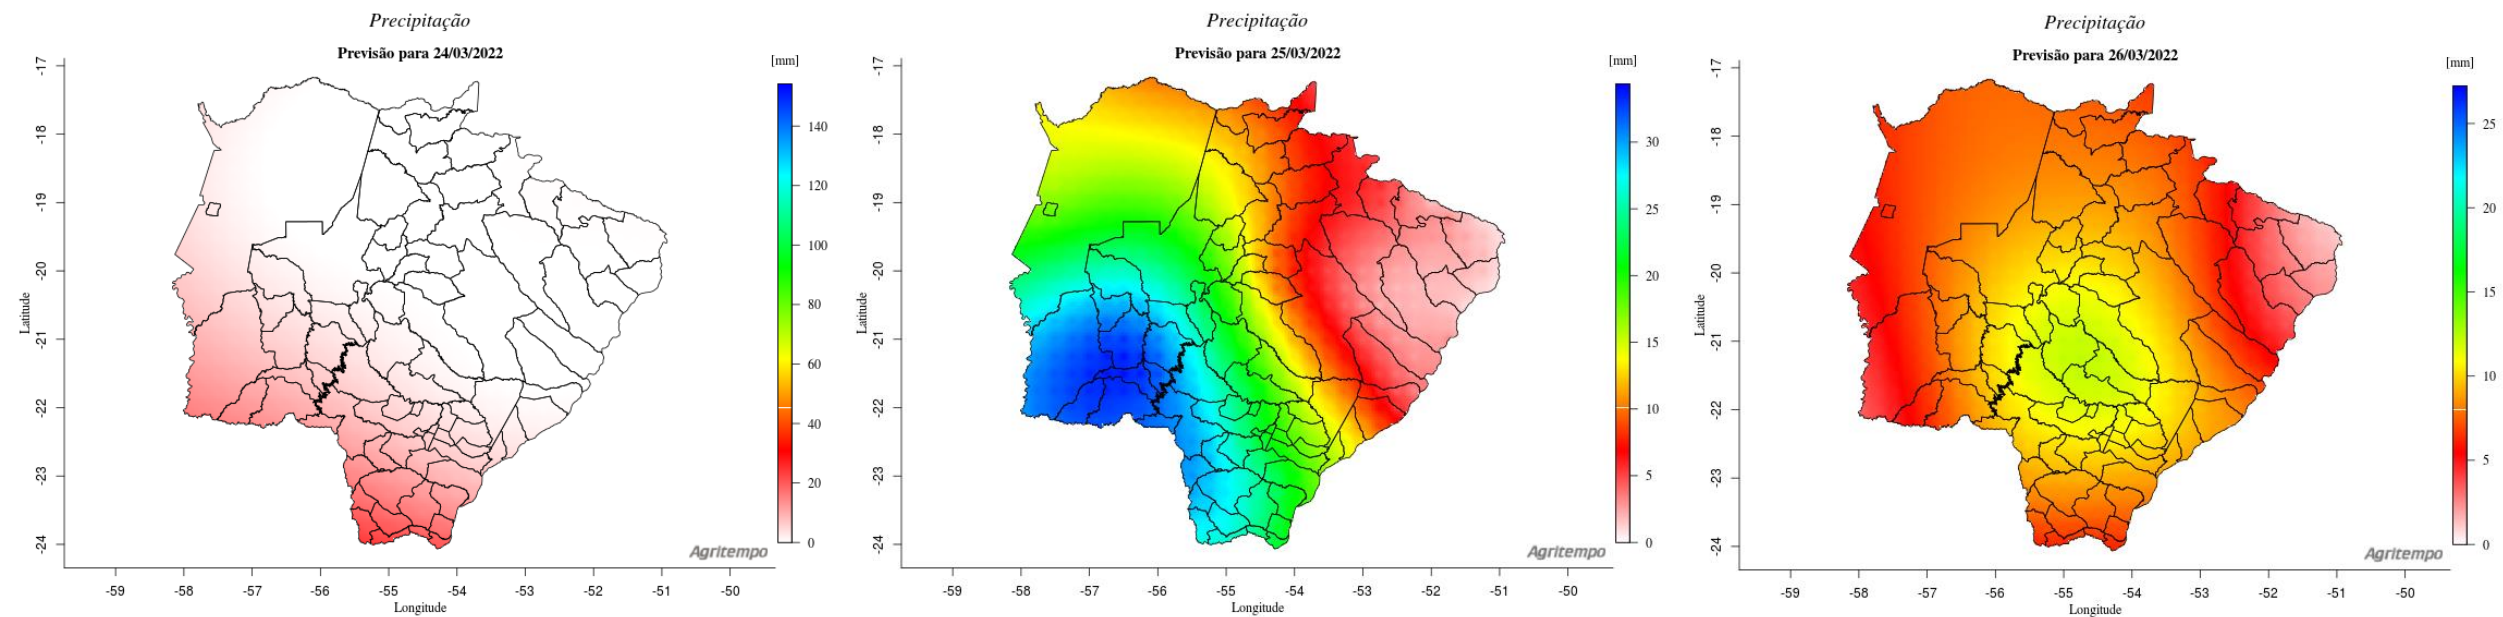 Precipitação
Previsão para 24/03/2022
[mm]
-17
-18
-19
-20
-21
-22
-23
-24
Latitude
140
120
100
80
60
40
20
0
Agritempo
-59 -58 -57 -56 -55 -54 -53 -52 -51 -50
Longitude
Precipitação
Previsão para 25/03/2022
[mm]
-17
-18
-19
-20
-21
-22
-23
-24
Latitude
30
25
20
15
10
5
0
Agritempo
-59 -58 -57 -56 -55 -54 -53 -52 -51 -50
Longitude
Precipitação
Previsão para 26/03/2022
[mm]
-17
-18
-19
-20
-21
-22
-23
-24
Latitude
25
20
15
10
5
0
Agritempo
-59 -58 -57 -56 -55 -54 -53 -52 -51 -50
Longitude